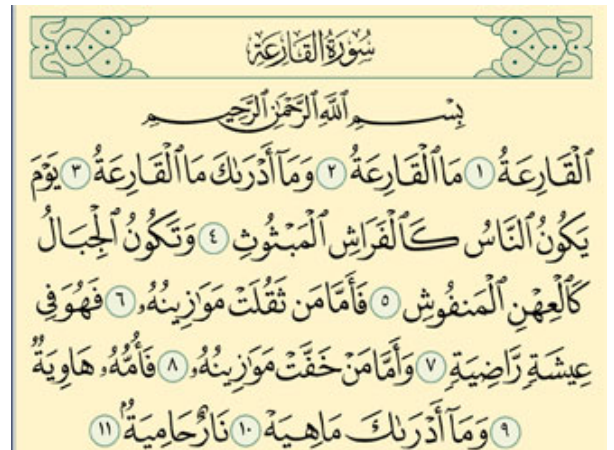 سُورَةُ القَارِعَةِ
بِسْمِ ٱللَّهِ ٱلرَّحْمَٰنِ ٱلرَّحِيمِ
ٱلْقَارِعَةُ ١ مَا ٱلْقَارِعَةُ ٢ وَمَآ أَدْرَىٰكَ مَا ٱلْقَارِعَةُ ٣ يَوْمَ
يَكُونُ ٱلنَّاسُ كَٱلْفَرَاشِ ٱلْمَبْثُوثِ ٤ وَتَكُونُ ٱلْجِبَالُ
كَٱلْعِهْنِ ٱلْمَنفُوشِ ٥ فَأَمَّا مَن ثَقُلَتْ مَوَٰزِينُهُۥ ٦ فَهُوَ فِى
عِيشَةٍ رَّاضِيَةٍ ٧ وَأَمَّا مَنْ خَفَّتْ مَوَٰزِينُهُۥ ٨ فَأُمُّهُۥ هَاوِيَةٌ
٩ وَمَآ أَدْرَىٰكَ مَا هِيَهْ ١٠ نَارٌ حَامِيَةٌۢ ١١